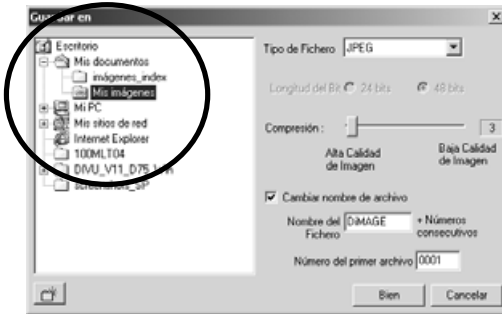 Guardar en
Escritorio
Mis documentos
imágenes_index
Mis imágenes
Mi PC
Mis sitios de red
Internet Explorer
100MLT04
DIVU_V11_D75_Win
screenshots_SP
Tipo de Fichero JPEG
Longitud del Bit 24 bits 48 bits
Compresión : 3
Alta Calidad de Imagen
Baja Calidad de Imagen
Cambiar nombre de archivo
Nombre del Fichero DiMAGE + Números consecutivos
Número del primer archivo 0001
Bien Cancelar